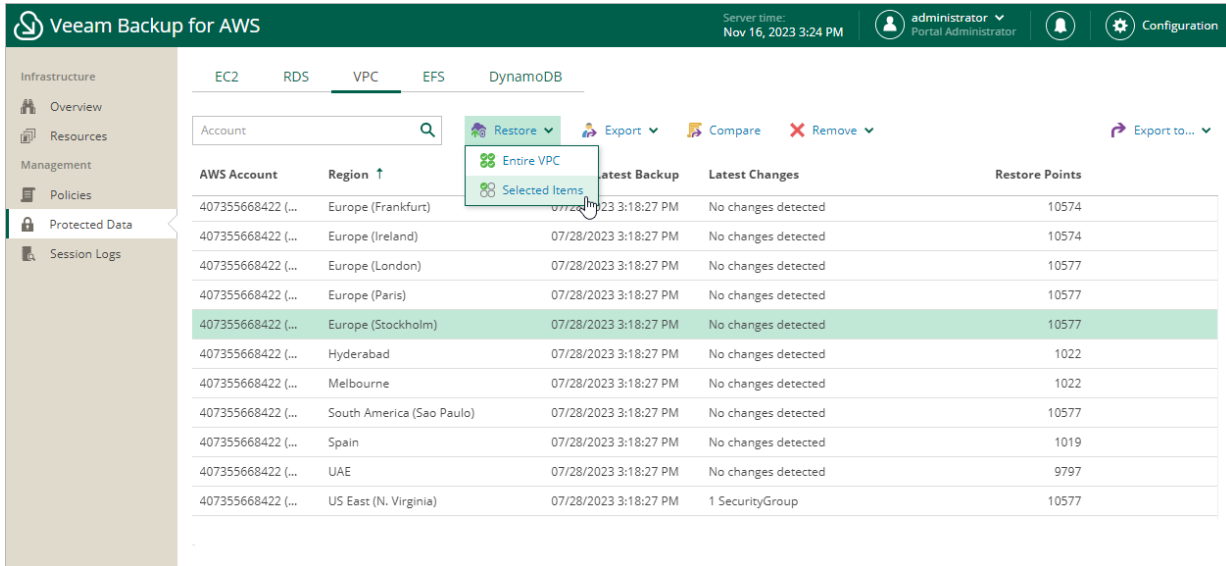 Veeam Backup for AWS
Server time:
Nov 16, 2023 3:24 PM
administrator
Portal Administrator
Configuration
Infrastructure
Overview
Resources
Management
Policies
Protected Data
Session Logs
EC2 RDS VPC EFS DynamoDB
Account
Restore Export Compare Remove Export to...
Entire VPC
Selected Items
AWS Account Region ↑ Latest Backup Latest Changes Restore Points
407355668422 (... Europe (Frankfurt) 07/28/2023 3:18:27 PM No changes detected 10574
407355668422 (... Europe (Ireland) 07/28/2023 3:18:27 PM No changes detected 10574
407355668422 (... Europe (London) 07/28/2023 3:18:27 PM No changes detected 10577
407355668422 (... Europe (Paris) 07/28/2023 3:18:27 PM No changes detected 10577
407355668422 (... Europe (Stockholm) 07/28/2023 3:18:27 PM No changes detected 10577
407355668422 (... Hyderabad 07/28/2023 3:18:27 PM No changes detected 1022
407355668422 (... Melbourne 07/28/2023 3:18:27 PM No changes detected 1022
407355668422 (... South America (Sao Paulo) 07/28/2023 3:18:27 PM No changes detected 10577
407355668422 (... Spain 07/28/2023 3:18:27 PM No changes detected 1019
407355668422 (... UAE 07/28/2023 3:18:27 PM No changes detected 9797
407355668422 (... US East (N. Virginia) 07/28/2023 3:18:27 PM 1 SecurityGroup 10577